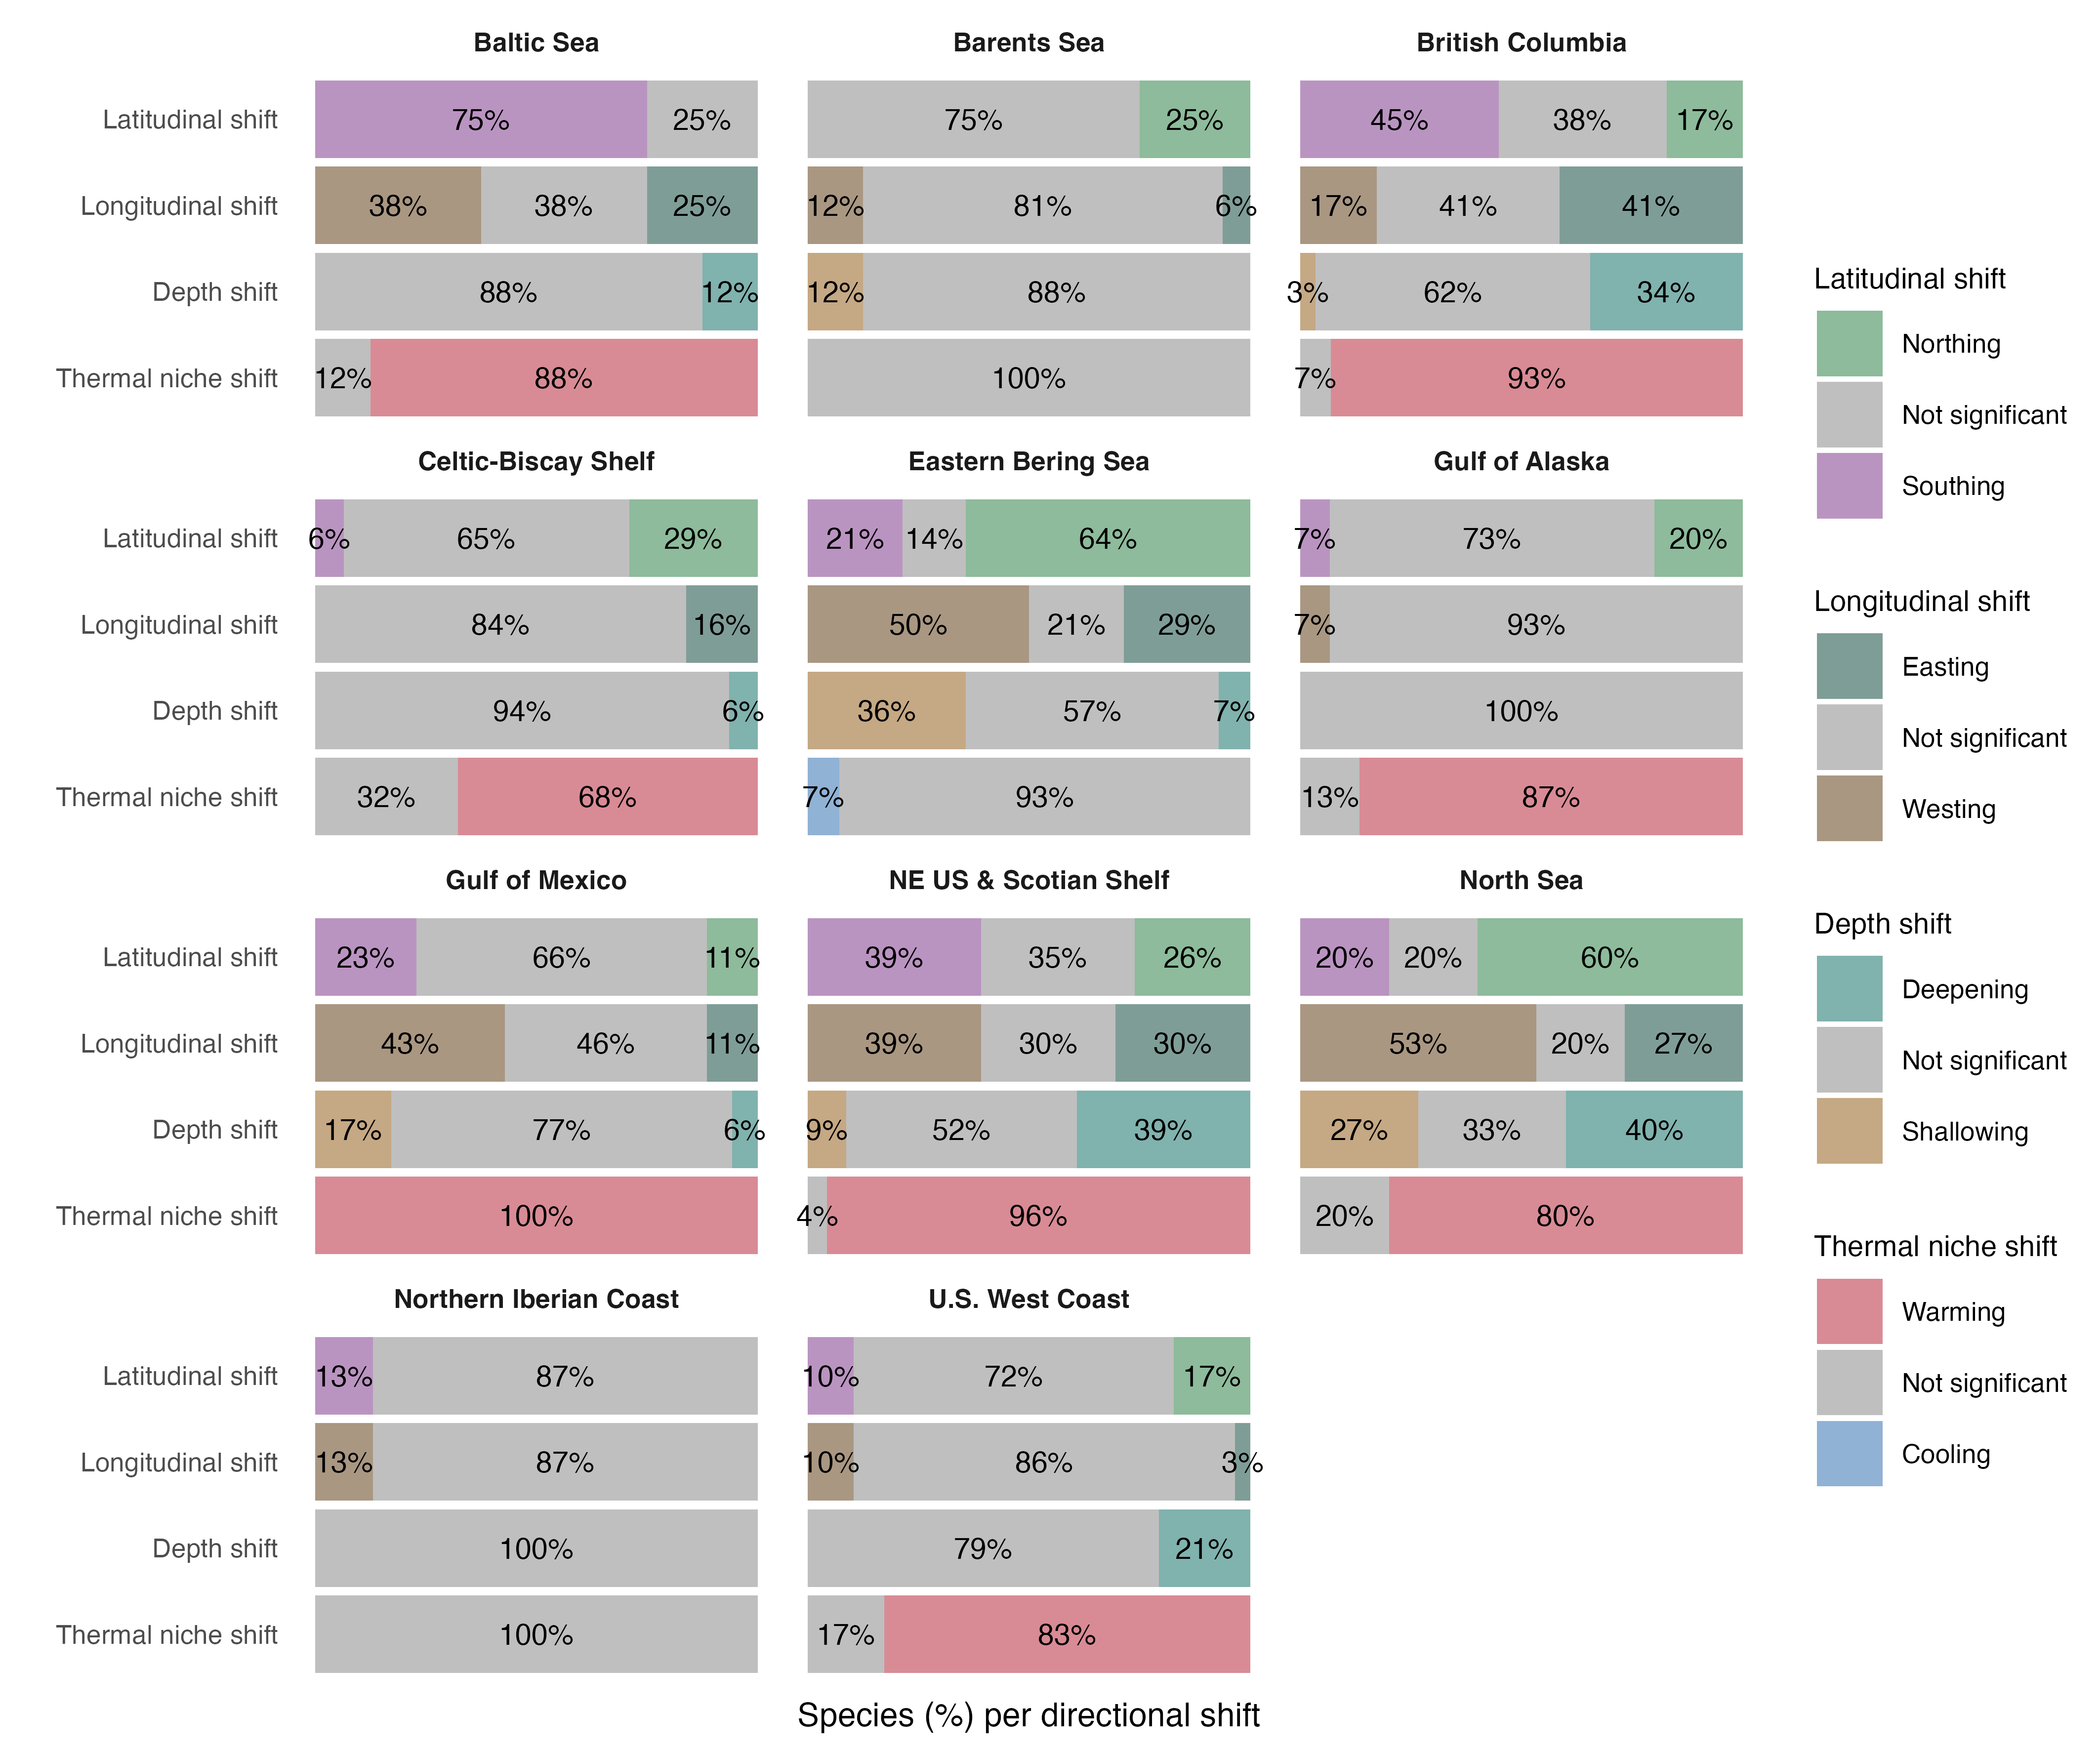 Baltic Sea
Barents Sea
British Columbia
Latitudinal shift 75% 25% 75% 25% 45% 38% 17%
Longitudinal shift 38% 38% 25% 12% 81% 6% 17% 41% 41%
Depth shift 88% 12% 12% 88% 3% 62% 34%
Thermal niche shift 12% 88% 100% 7% 93%
Celtic-Biscay Shelf
Eastern Bering Sea
Gulf of Alaska
Latitudinal shift 6% 65% 29% 21% 14% 64% 7% 73% 20%
Longitudinal shift 84% 16% 50% 21% 29% 7% 93%
Depth shift 94% 6% 36% 57% 7% 100%
Thermal niche shift 32% 68% 7% 93% 13% 87%
Gulf of Mexico
NE US & Scotian Shelf
North Sea
Latitudinal shift 23% 66% 11% 39% 35% 26% 20% 20% 60%
Longitudinal shift 43% 46% 11% 39% 30% 30% 53% 20% 27%
Depth shift 17% 77% 6% 9% 52% 39% 27% 33% 40%
Thermal niche shift 100% 4% 96% 20% 80%
Northern Iberian Coast
U.S. West Coast
Latitudinal shift 13% 87% 10% 72% 17%
Longitudinal shift 13% 87% 10% 86% 3%
Depth shift 100% 79% 21%
Thermal niche shift 100% 17% 83%
Species (%) per directional shift
Latitudinal shift
Northing
Not significant
Southing
Longitudinal shift
Easting
Not significant
Westing
Depth shift
Deepening
Not significant
Shallowing
Thermal niche shift
Warming
Not significant
Cooling